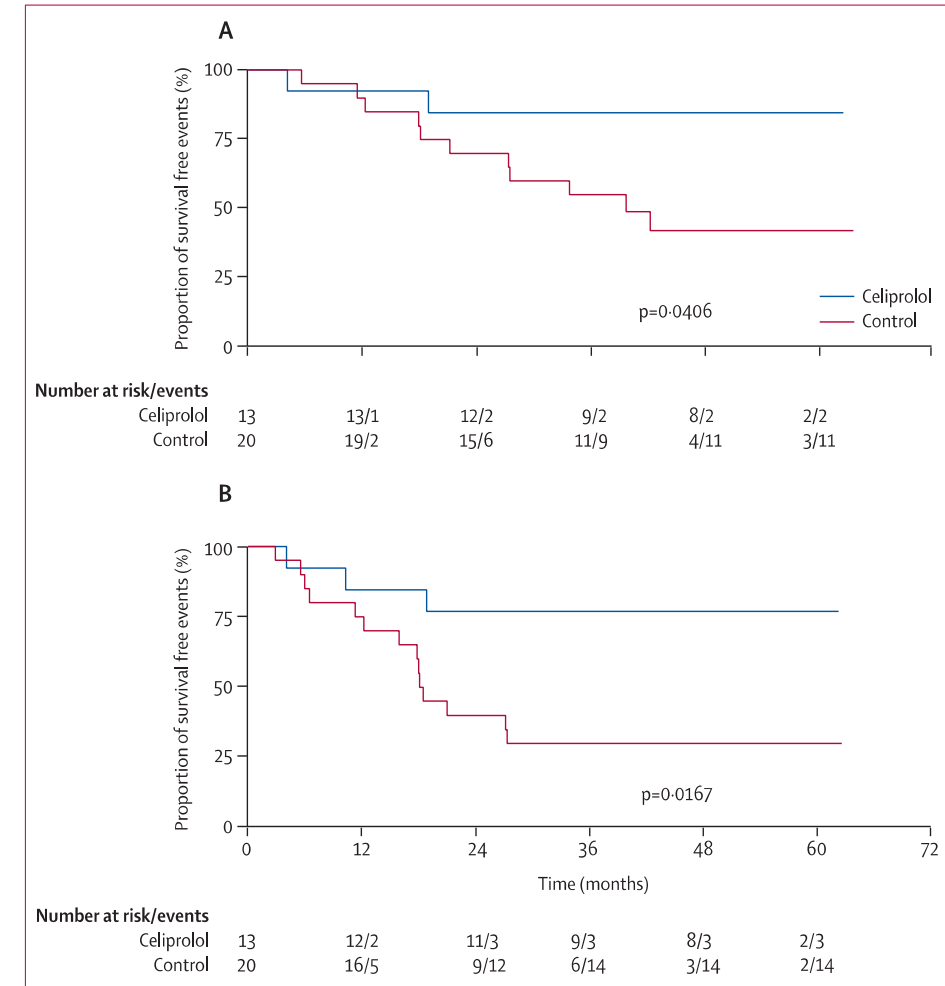 A
Proportion of survival free events (%)
100
75
50
25
0
p=0·0406
Celiprolol
Control
Number at risk/events
Celiprolol 13 13/1 12/2 9/2 8/2 2/2
Control 20 19/2 15/6 11/9 4/11 3/11
B
Proportion of survival free events (%)
100
75
50
25
0
p=0·0167
0 12 24 36 48 60 72
Time (months)
Number at risk/events
Celiprolol 13 12/2 11/3 9/3 8/3 2/3
Control 20 16/5 9/12 6/14 3/14 2/14